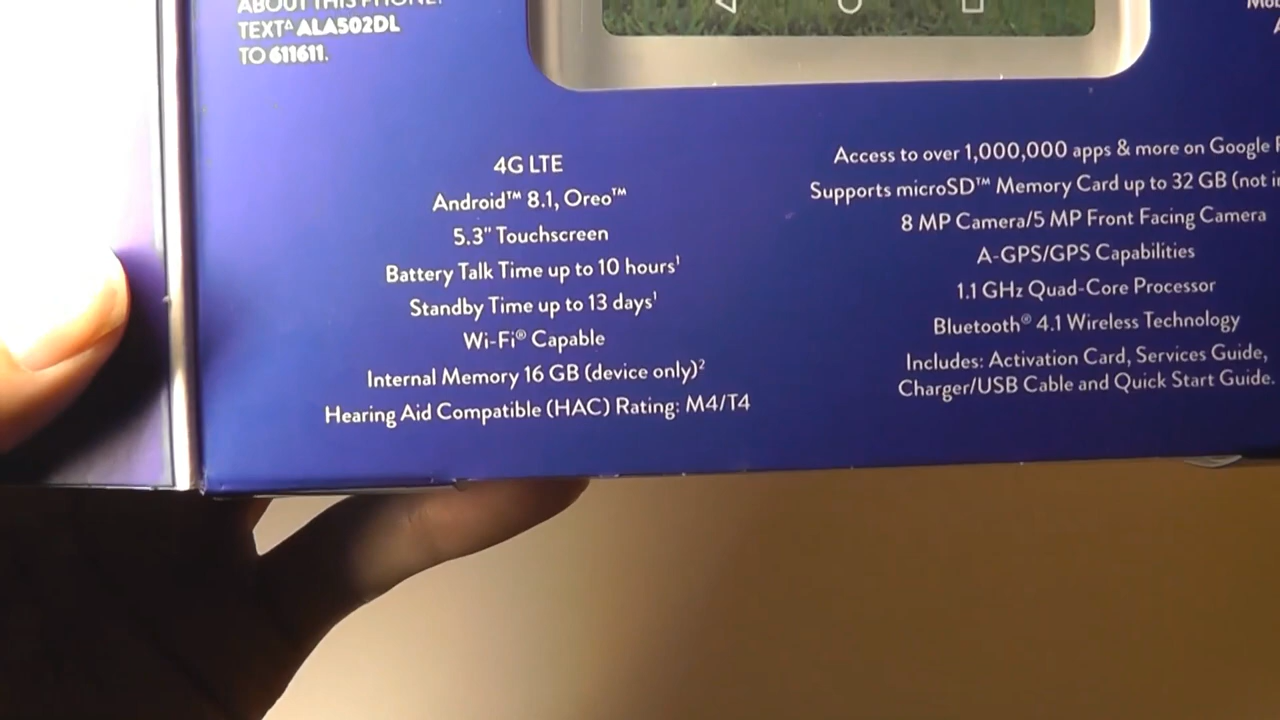 ABOUT THIS PHONE?
TEXT∆ ALA502DL
TO 611611.
4G LTE
Android™ 8.1, Oreo™
5.3" Touchscreen
Battery Talk Time up to 10 hours¹
Standby Time up to 13 days¹
Wi-Fi® Capable
Internal Memory 16 GB (device only)²
Hearing Aid Compatible (HAC) Rating: M4/T4
Access to over 1,000,000 apps & more on Google
Supports microSD™ Memory Card up to 32 GB (not
8 MP Camera/5 MP Front Facing Camera
A-GPS/GPS Capabilities
1.1 GHz Quad-Core Processor
Bluetooth® 4.1 Wireless Technology
Includes: Activation Card, Services Guide,
Charger/USB Cable and Quick Start Guide.